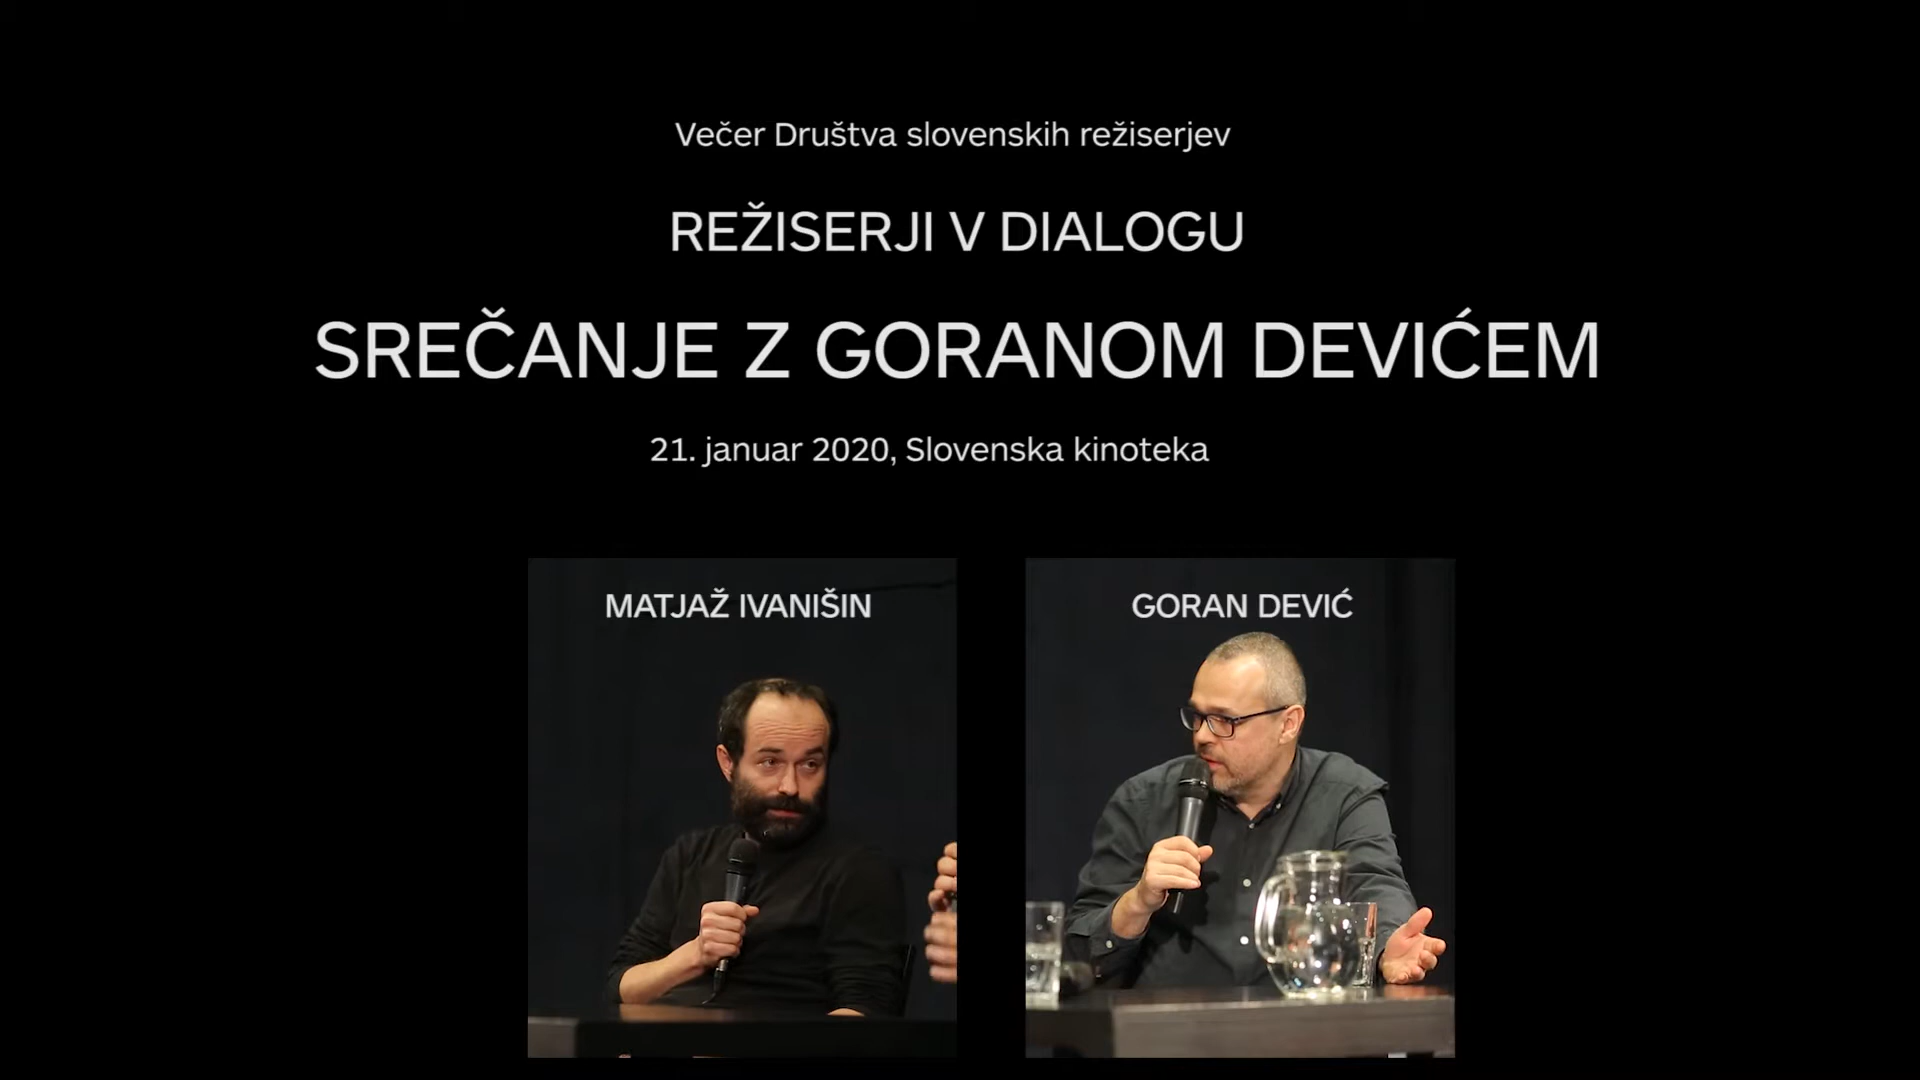 Večer Društva slovenskih režiserjev
REŽISERJI V DIALOGU
SREČANJE Z GORANOM DEVIĆEM
21. januar 2020, Slovenska kinoteka
MATJAŽ IVANIŠIN
GORAN DEVIĆ